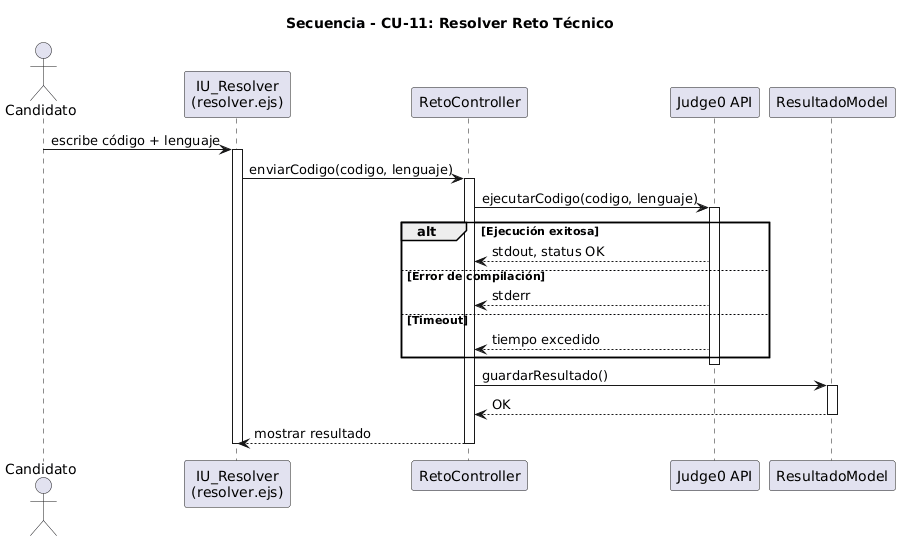 Secuencia - CU-11: Resolver Reto Técnico
Candidato
IU_Resolver
(resolver.ejs)
RetoController
Judge0 API
ResultadoModel
escribe código + lenguaje
enviarCodigo(codigo, lenguaje)
ejecutarCodigo(codigo, lenguaje)
alt
[Ejecución exitosa]
stdout, status OK
[Error de compilación]
stderr
[Timeout]
tiempo excedido
guardarResultado()
OK
mostrar resultado
Candidato
IU_Resolver
(resolver.ejs)
RetoController
Judge0 API
ResultadoModel